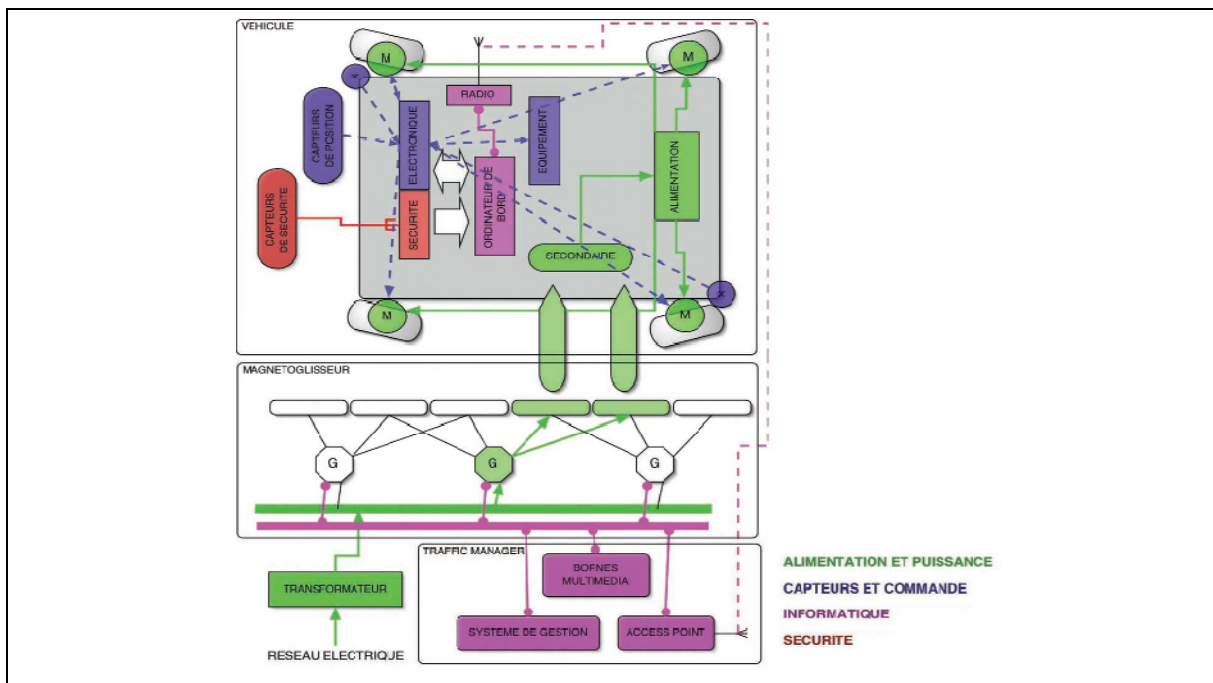 VEHICULE
M
M
RADIO
CAPTEURS
DE POSITION
ELECTRONIQUE
EQUIPEMENT
ALIMENTATION
CAPTEURS
DE SECURITE
SECURITE
ORDINATEUR DE
BORD
SECONDAIRE
M
M
x
x
MAGNETOGLISSEUR
G
G
G
TRAFFIC MANAGER
BOFNES
MULTIMEDIA
TRANSFORMATEUR
SYSTEME DE GESTION
ACCESS POINT
RESEAU ELECTRIQUE
ALIMENTATION ET PUISSANCE
CAPTEURS ET COMMANDE
INFORMATIQUE
SECURITE